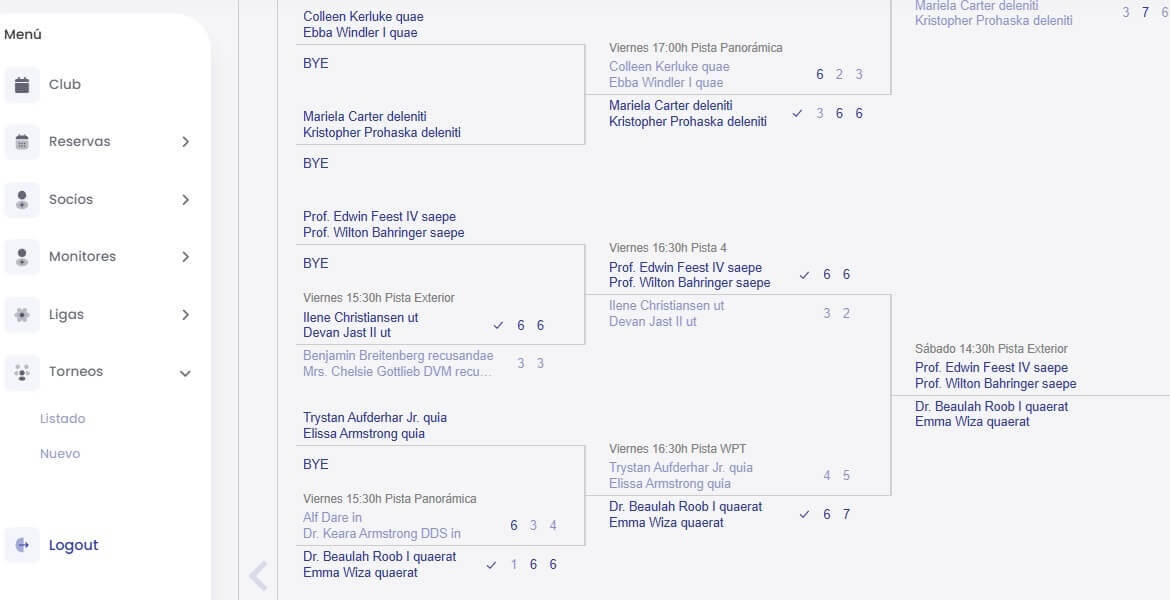 Menú
Club
Reservas
Socios
Monitores
Ligas
Torneos
Listado
Nuevo
Logout
Colleen Kerluke quae
Ebba Windler I quae
BYE
Mariela Carter deleniti
Kristopher Prohaska deleniti
BYE
Prof. Edwin Feest IV saepe
Prof. Wilton Bahringer saepe
BYE
Viernes 15:30h Pista Exterior
Ilene Christiansen ut
Devan Jast II ut
✓ 6 6
Benjamin Breitenberg recusandae
Mrs. Chelsie Gottlieb DVM recu...
3 3
Trystan Aufderhar Jr. quia
Elissa Armstrong quia
BYE
Viernes 15:30h Pista Panorámica
Alf Dare in
Dr. Keara Armstrong DDS in
6 3 4
Dr. Beaulah Roob I quaerat
Emma Wiza quaerat
✓ 1 6 6
Viernes 17:00h Pista Panorámica
Colleen Kerluke quae
Ebba Windler I quae
6 2 3
Mariela Carter deleniti
Kristopher Prohaska deleniti
✓ 3 6 6
Viernes 16:30h Pista 4
Prof. Edwin Feest IV saepe
Prof. Wilton Bahringer saepe
✓ 6 6
Ilene Christiansen ut
Devan Jast II ut
3 2
Viernes 16:30h Pista WPT
Trystan Aufderhar Jr. quia
Elissa Armstrong quia
4 5
Dr. Beaulah Roob I quaerat
Emma Wiza quaerat
✓ 6 7
Mariela Carter deleniti
Kristopher Prohaska deleniti
3 7 6
Sábado 14:30h Pista Exterior
Prof. Edwin Feest IV saepe
Prof. Wilton Bahringer saepe
Dr. Beaulah Roob I quaerat
Emma Wiza quaerat